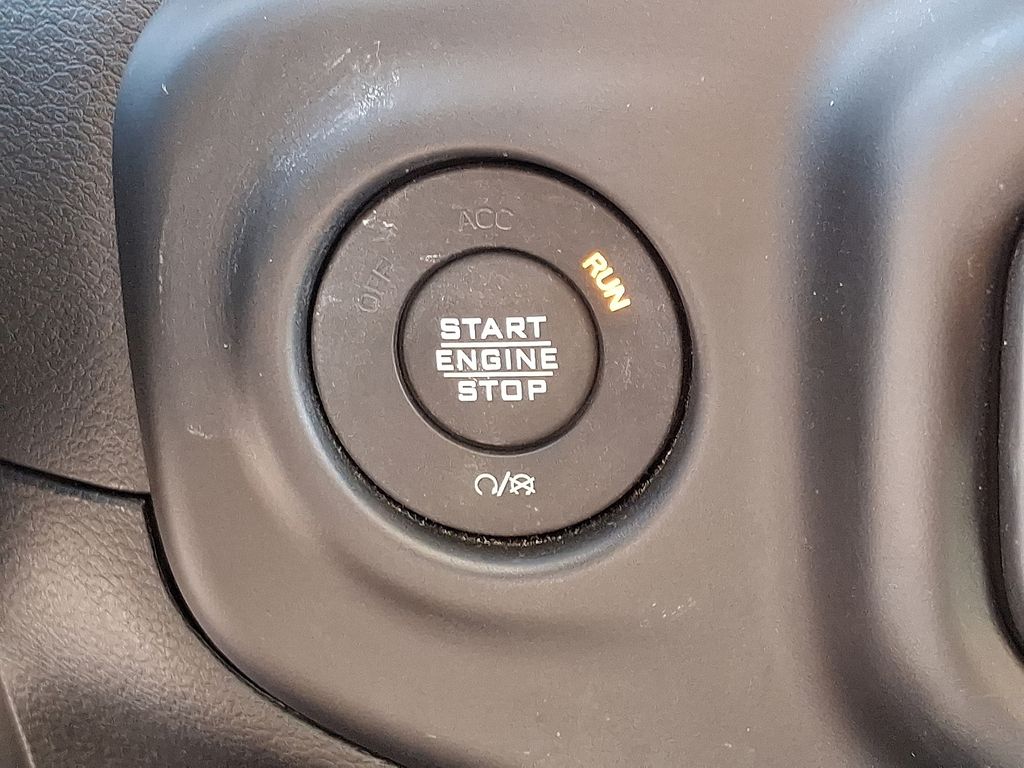 ACC
OFF
RUN
START
ENGINE
STOP